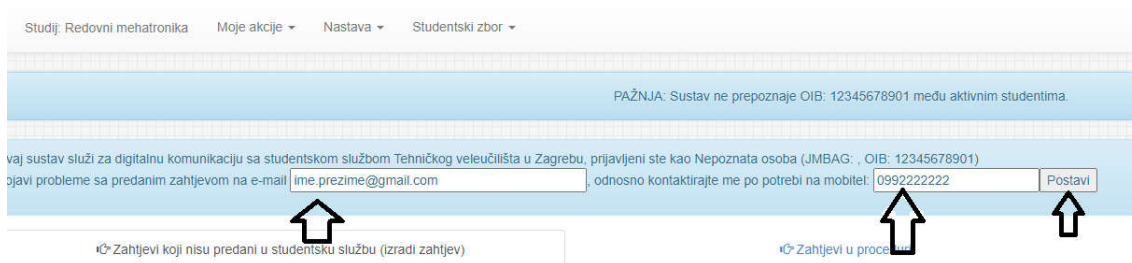 Studij: Redovni mehatronika Moje akcije Nastava Studentski zbor
PAŽNJA: Sustav ne prepoznaje OIB: 12345678901 među aktivnim studentima.
vaj sustav služi za digitalnu komunikaciju sa studentskom službom Tehničkog veleučilišta u Zagrebu, prijavljeni ste kao Nepoznata osoba (JMBAG: , OIB: 12345678901)
ojavi probleme sa predanim zahtjevom na e-mail ime.prezime@gmail.com , odnosno kontaktirajte me po potrebi na mobitel: 0992222222 Postavi
Zahtjevi koji nisu predani u studentsku službu (izradi zahtjev) Zahtjevi u proceduri